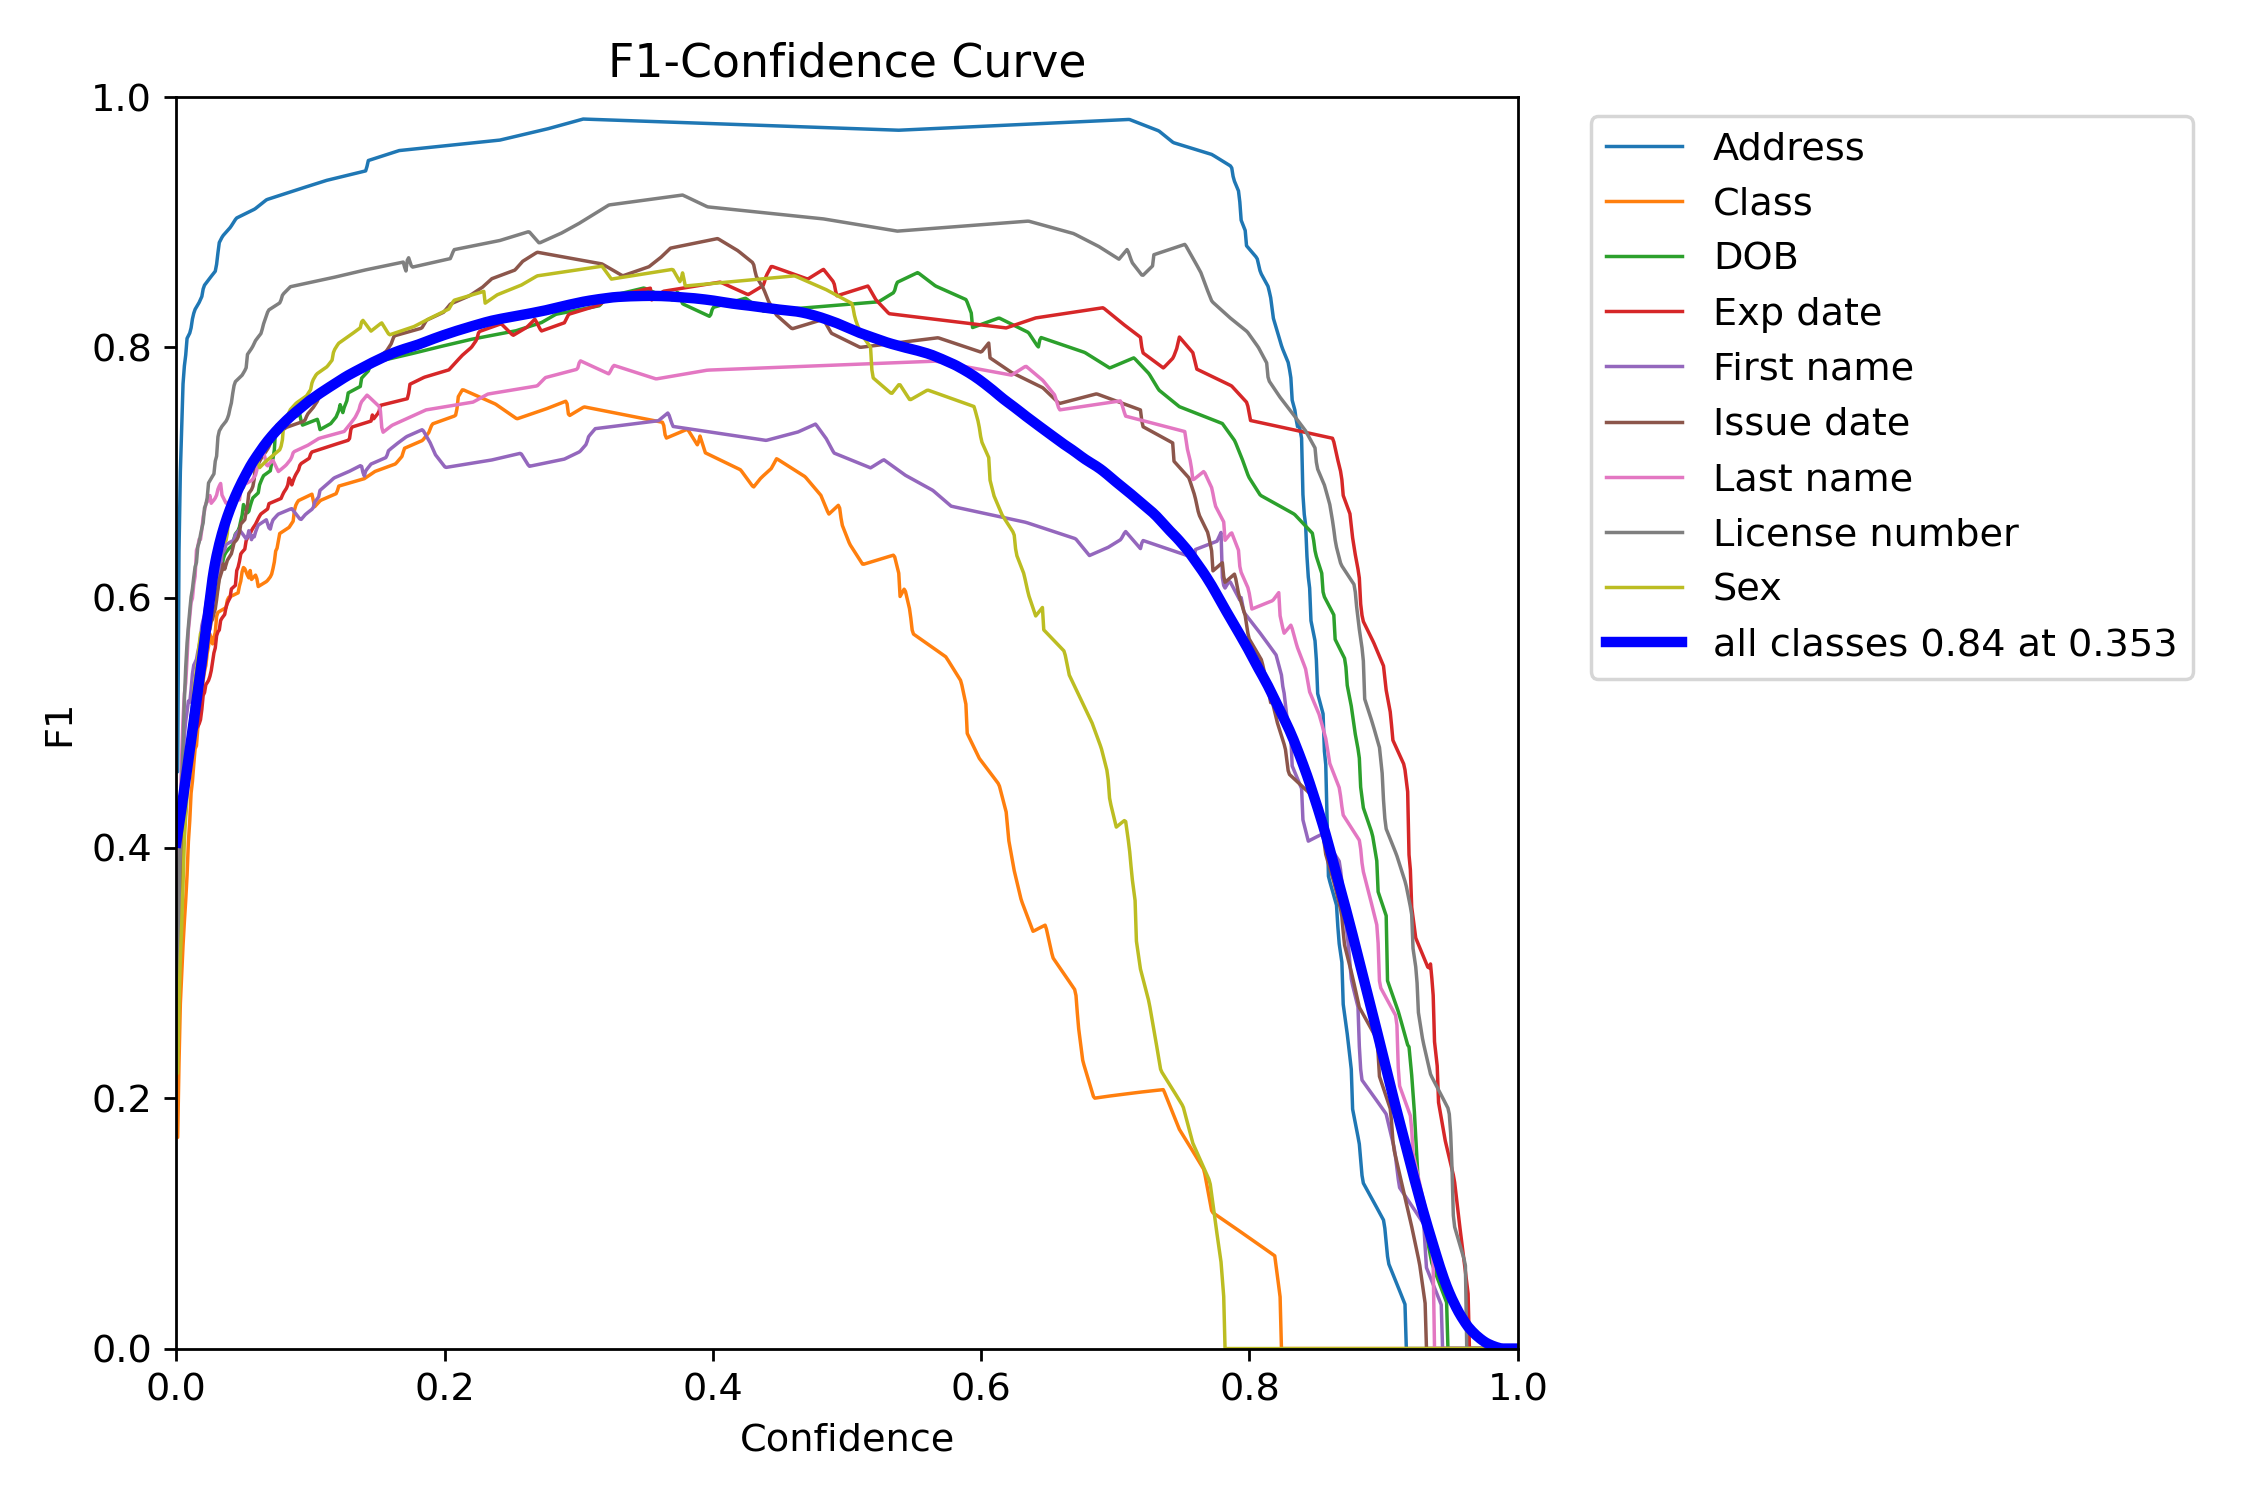 F1-Confidence Curve
1.0
0.8
0.6
0.4
0.2
0.0
F1
0.0 0.2 0.4 0.6 0.8 1.0
Confidence
Address
Class
DOB
Exp date
First name
Issue date
Last name
License number
Sex
all classes 0.84 at 0.353